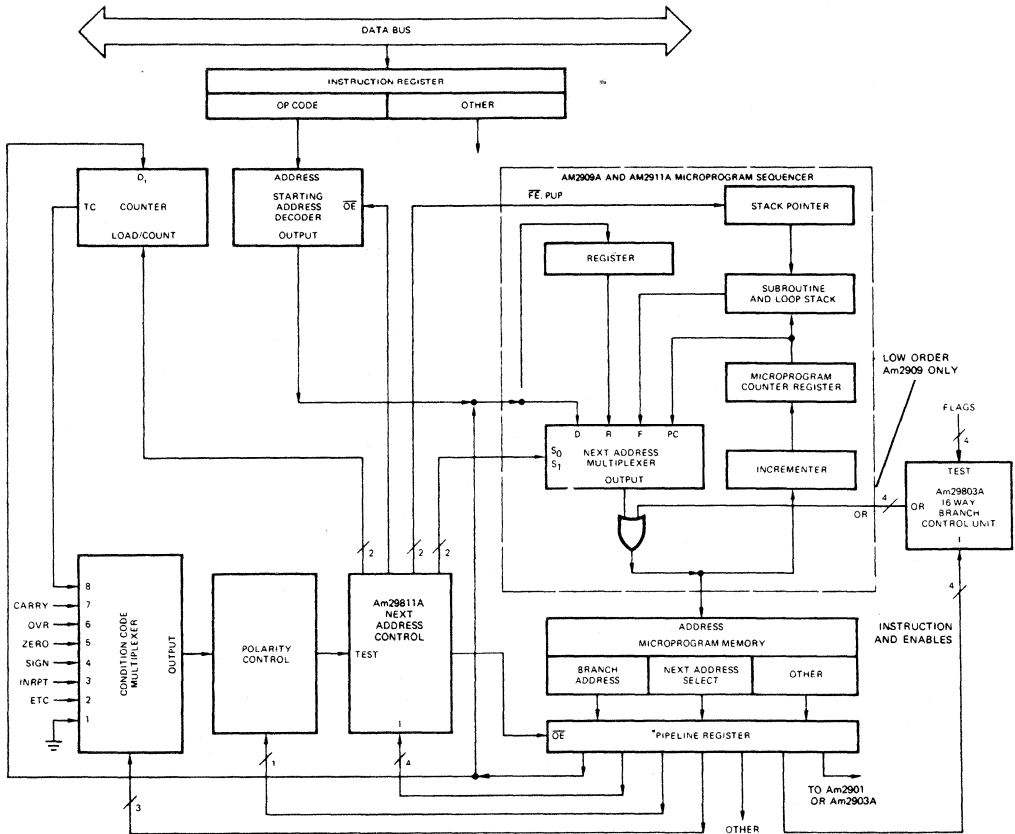 DATA BUS
INSTRUCTION REGISTER
OP CODE
OTHER
D1
TC
COUNTER
LOAD/COUNT
ADDRESS
STARTING
ADDRESS
DECODER
OE
OUTPUT
AM2909A AND AM2911A MICROPROGRAM SEQUENCER
FE, PUP
STACK POINTER
REGISTER
SUBROUTINE
AND LOOP STACK
MICROPROGRAM
COUNTER REGISTER
LOW ORDER
Am2909 ONLY
FLAGS
4
D R F PC
S0
S1
NEXT ADDRESS
MULTIPLEXER
OUTPUT
INCREMENTER
OR
4
TEST
OR
Am29803A
16 WAY
BRANCH
CONTROL UNIT
I
4
2
2
2
8
CARRY 7
OVR 6
ZERO 5
SIGN 4
INRPT 3
ETC 2
1
CONDITION CODE
MULTIPLEXER
OUTPUT
POLARITY
CONTROL
Am29811A
NEXT
ADDRESS
CONTROL
TEST
I
ADDRESS
MICROPROGRAM MEMORY
BRANCH
ADDRESS
NEXT ADDRESS
SELECT
OTHER
INSTRUCTION
AND ENABLES
OE
*PIPELINE REGISTER
3
1
4
OTHER
TO Am2901
OR Am2903A